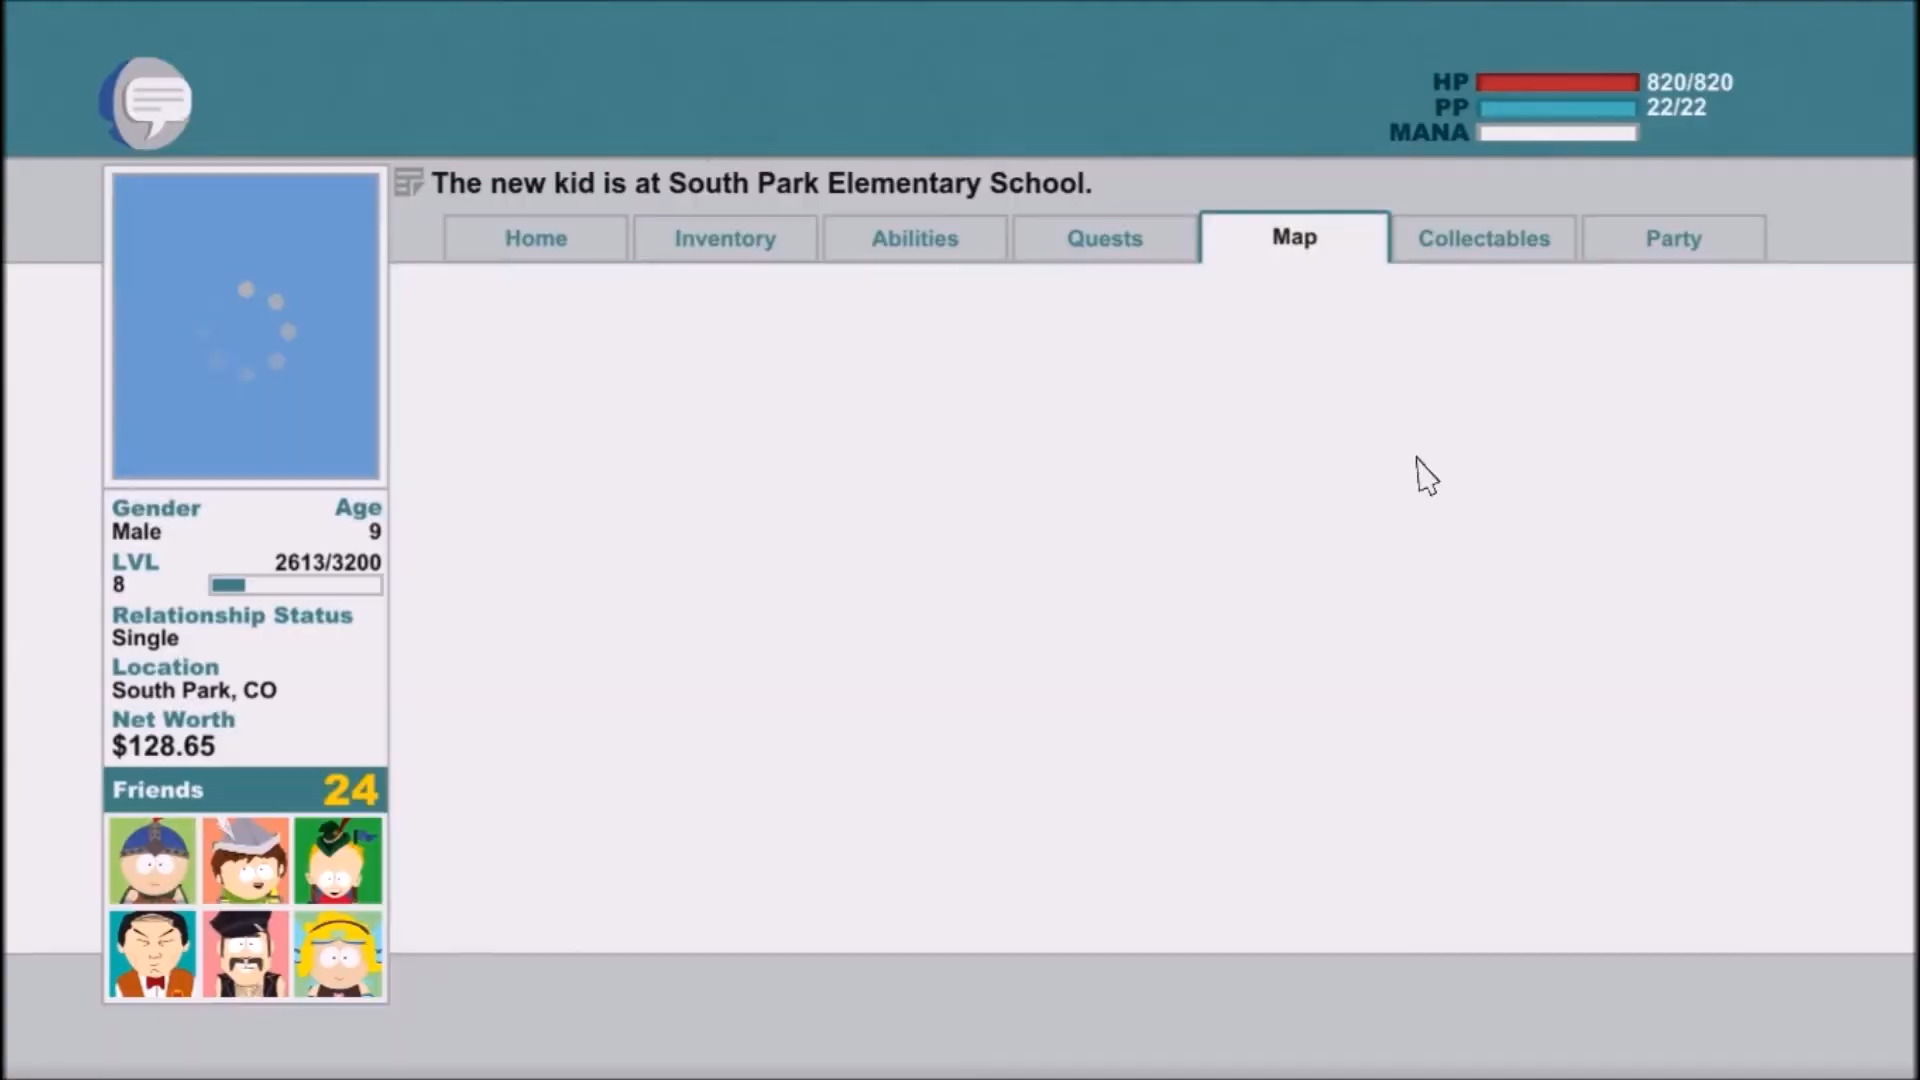 HP 820/820
PP 22/22
MANA
The new kid is at South Park Elementary School.
Home Inventory Abilities Quests Map Collectables Party
Gender Age
Male 9
LVL 2613/3200
8
Relationship Status
Single
Location
South Park, CO
Net Worth
$128.65
Friends 24